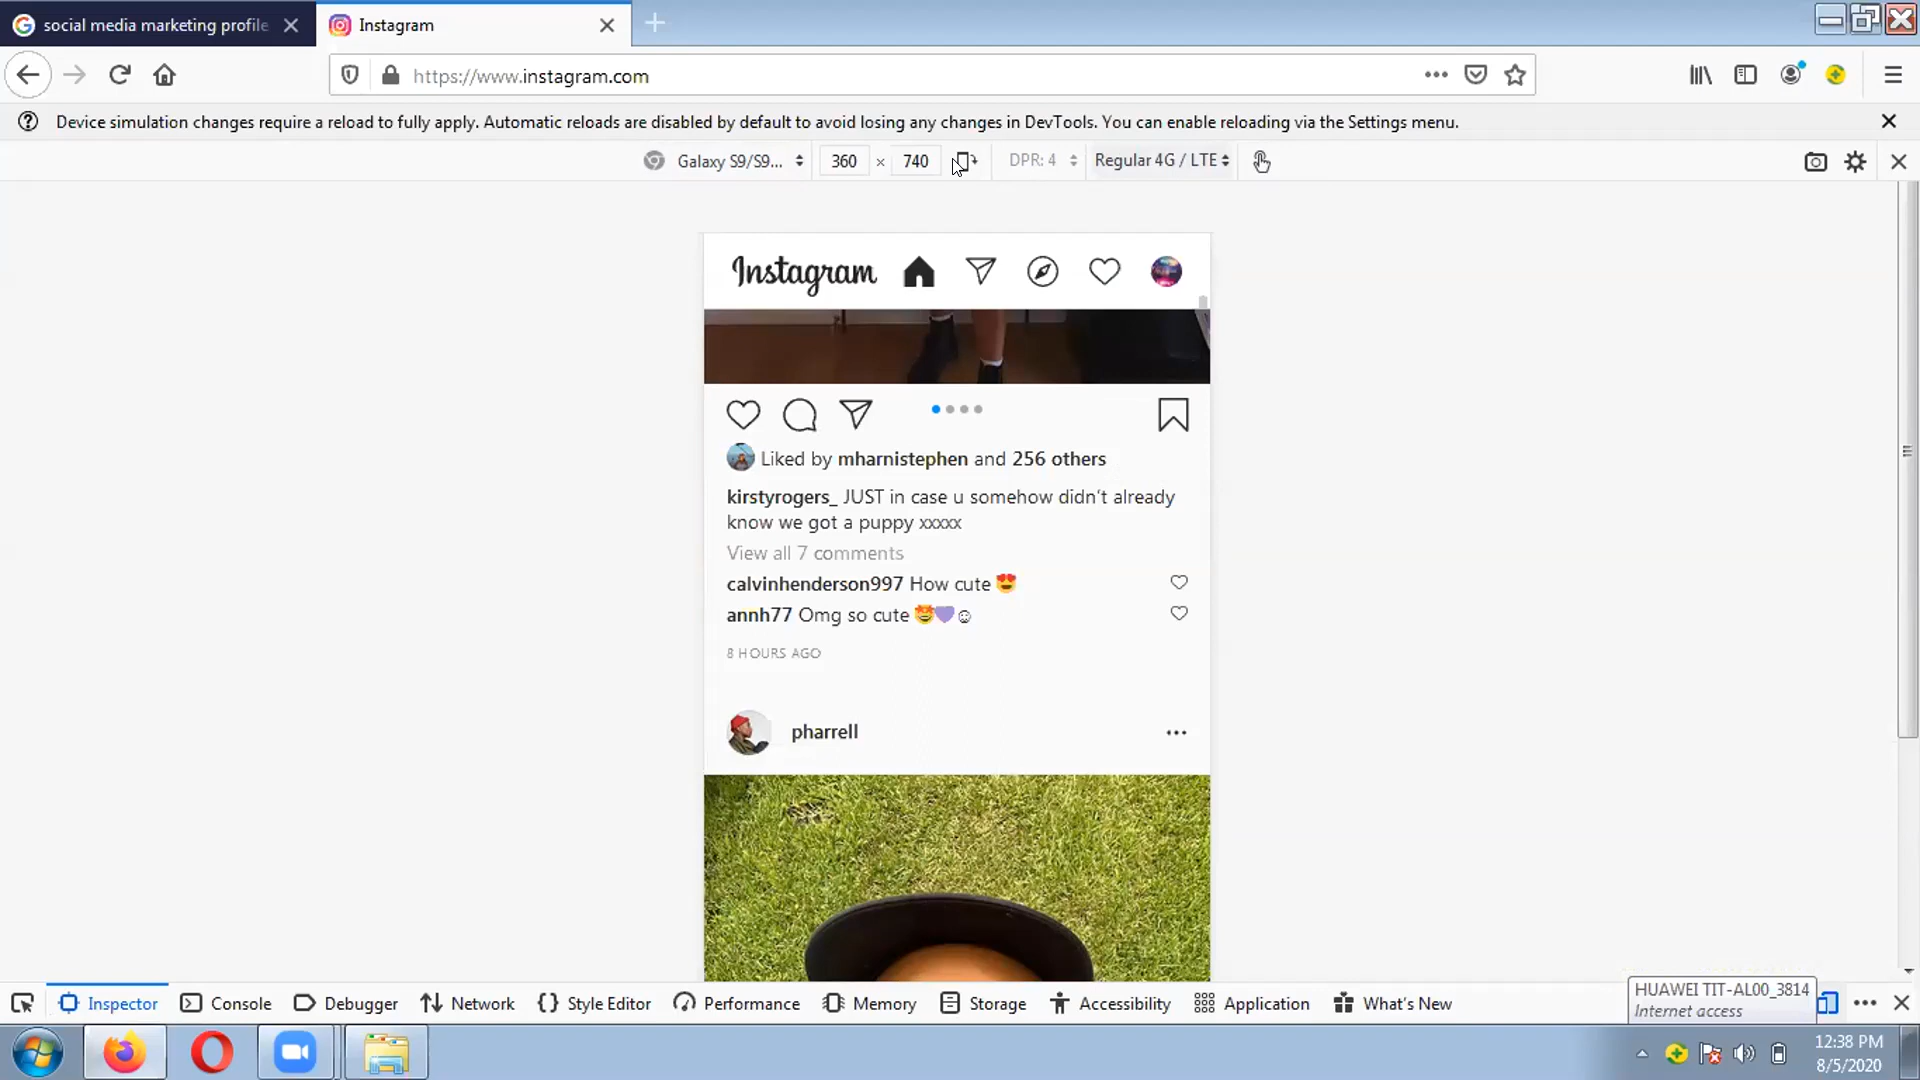 social media marketing profile
Instagram
https://www.instagram.com
Device simulation changes require a reload to fully apply. Automatic reloads are disabled by default to avoid losing any changes in DevTools. You can enable reloading via the Settings menu.
Galaxy S9/S9... 360 × 740 DPR: 4 Regular 4G / LTE
Instagram
Liked by mharnistephen and 256 others
kirstyrogers_ JUST in case u somehow didn't already
know we got a puppy xxxxx
View all 7 comments
calvinhenderson997 How cute 😍
annh77 Omg so cute 🤩💜☺
8 HOURS AGO
pharrell
HUAWEI TIT-AL00_3814
Internet access
Inspector Console Debugger Network Style Editor Performance Memory Storage Accessibility Application What's New
12:38 PM
8/5/2020